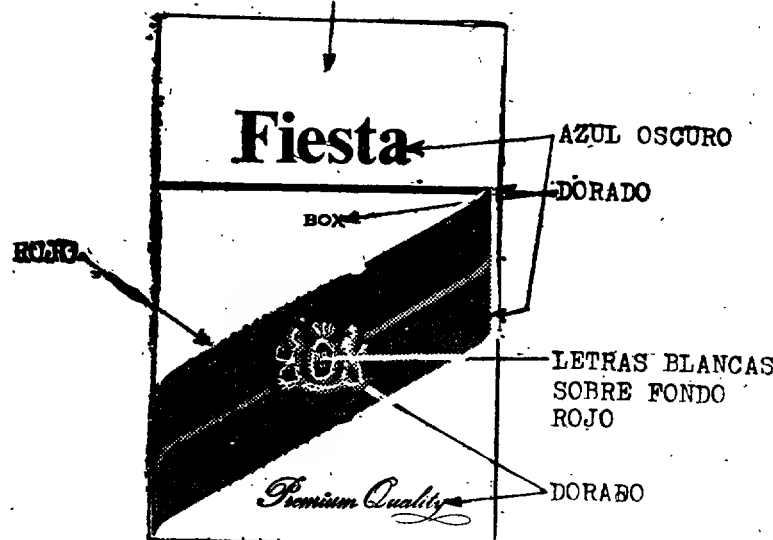 Fiesta
AZUL OSCURO
DORADO
BOX
ROJO
LETRAS BLANCAS
SOBRE FONDO
ROJO
Premium Quality
DORADO